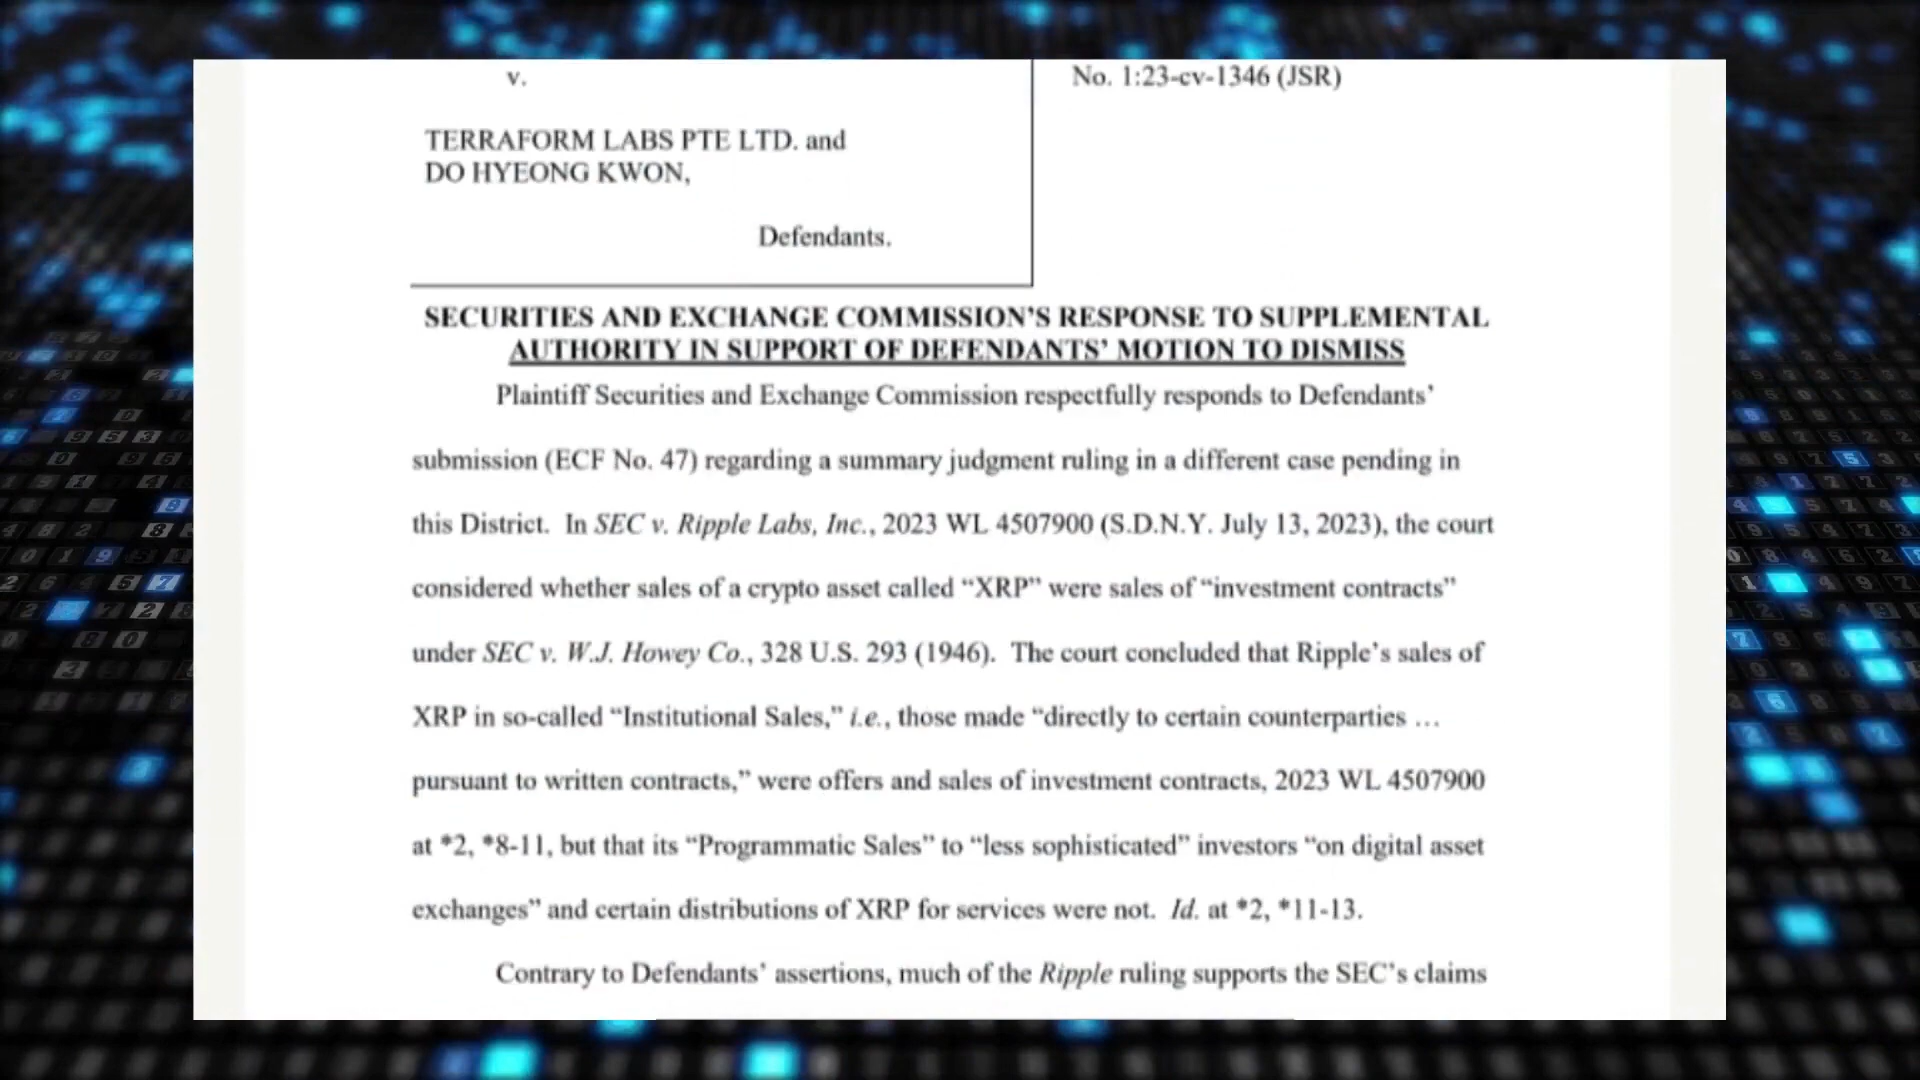 v.
No. 1:23-cv-1346 (JSR)
TERRAFORM LABS PTE LTD. and
DO HYEONG KWON,
Defendants.
SECURITIES AND EXCHANGE COMMISSION’S RESPONSE TO SUPPLEMENTAL
AUTHORITY IN SUPPORT OF DEFENDANTS’ MOTION TO DISMISS
Plaintiff Securities and Exchange Commission respectfully responds to Defendants’
submission (ECF No. 47) regarding a summary judgment ruling in a different case pending in
this District. In SEC v. Ripple Labs, Inc., 2023 WL 4507900 (S.D.N.Y. July 13, 2023), the court
considered whether sales of a crypto asset called “XRP” were sales of “investment contracts”
under SEC v. W.J. Howey Co., 328 U.S. 293 (1946). The court concluded that Ripple’s sales of
XRP in so-called “Institutional Sales,” i.e., those made “directly to certain counterparties …
pursuant to written contracts,” were offers and sales of investment contracts, 2023 WL 4507900
at *2, *8-11, but that its “Programmatic Sales” to “less sophisticated” investors “on digital asset
exchanges” and certain distributions of XRP for services were not. Id. at *2, *11-13.
Contrary to Defendants’ assertions, much of the Ripple ruling supports the SEC’s claims